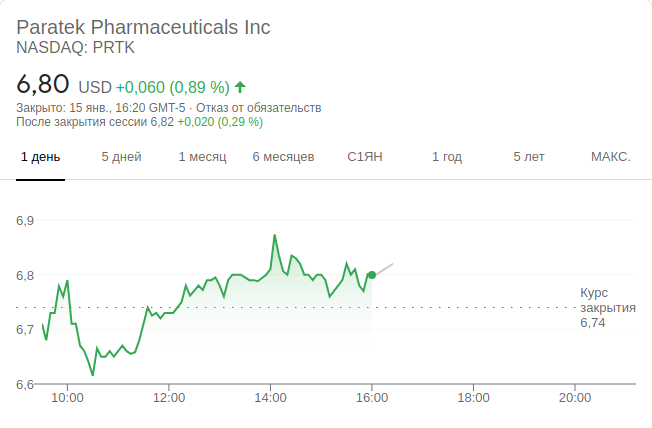 Paratek Pharmaceuticals Inc
NASDAQ: PRTK
6,80 USD +0,060 (0,89 %)
Закрыто: 15 янв., 16:20 GMT-5 · Отказ от обязательств
После закрытия сессии 6,82 +0,020 (0,29 %)
1 день 5 дней 1 месяц 6 месяцев С1ЯН 1 год 5 лет МАКС.
6,9
6,8
Курс
закрытия
6,74
6,7
6,6
10:00 12:00 14:00 16:00 18:00 20:00